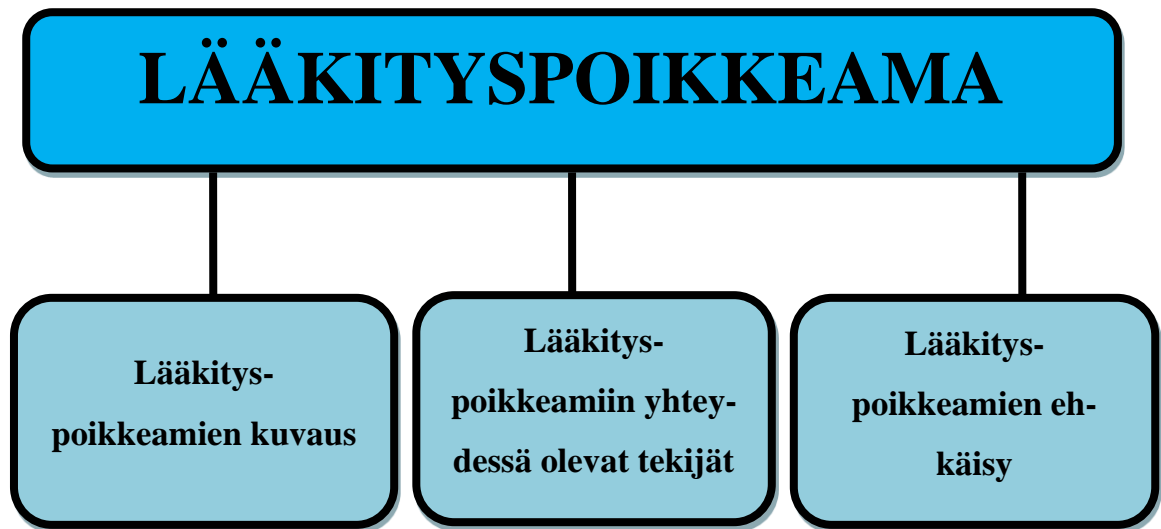 LÄÄKITYSPOIKKEAMA
Lääkitys-
poikkeamien kuvaus
Lääkitys-
poikkeamiin yhtey-
dessä olevat tekijät
Lääkitys-
poikkeamien eh-
käisy